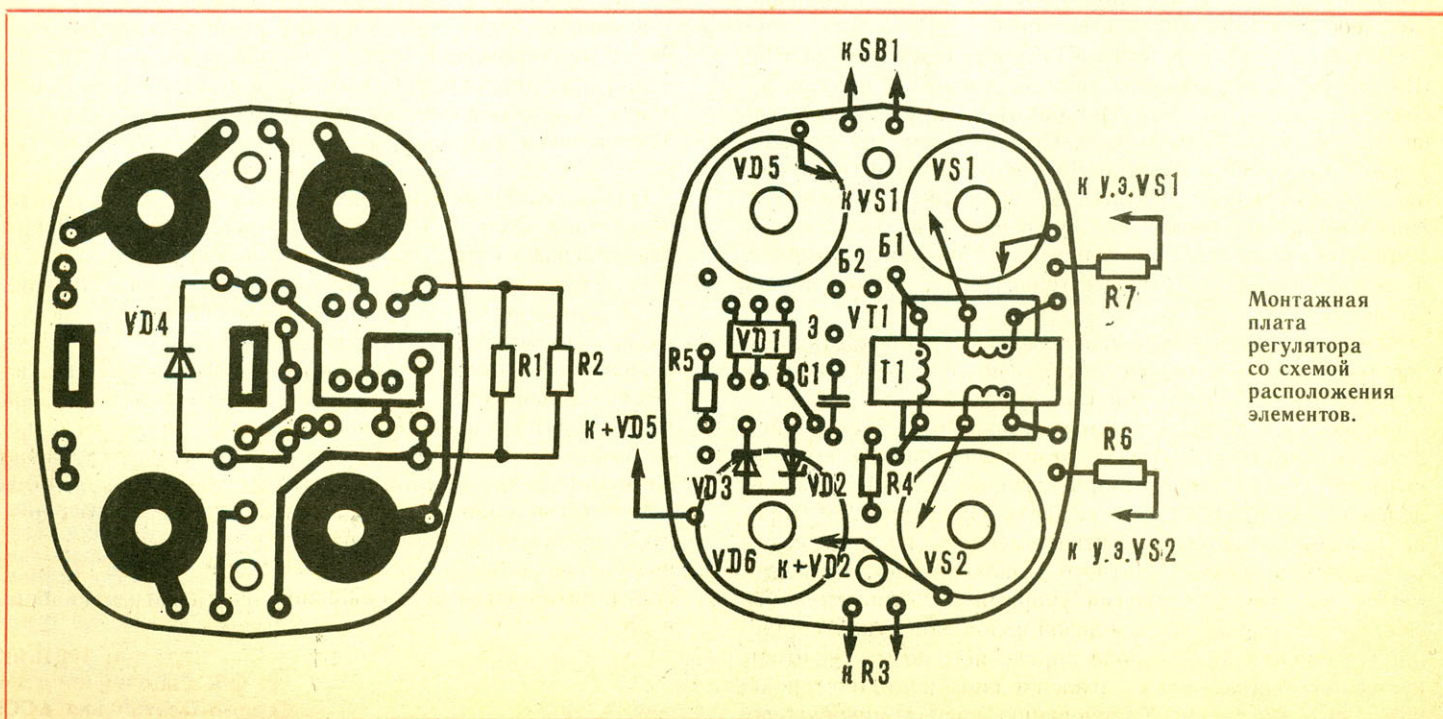 VD4
R1
R2
к SB1
VD5
VS1
к VS1
к у.э. VS1
R7
Б2
Б1
Э
VT1
VD1
R5
C1
T1
к +VD5
VD3
VD2
R4
R6
VD6
к +VD2
VS2
к у.э. VS2
к R3
Монтажная
плата
регулятора
со схемой
расположения
элементов.